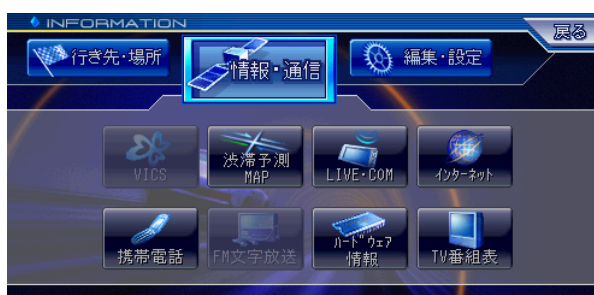 INFORMATION
戻る
行き先・場所
情報・通信
編集・設定
VICS
渋滞予測
MAP
LIVE・COM
インターネット
携帯電話
FM文字放送
ハードウェア
情報
TV番組表